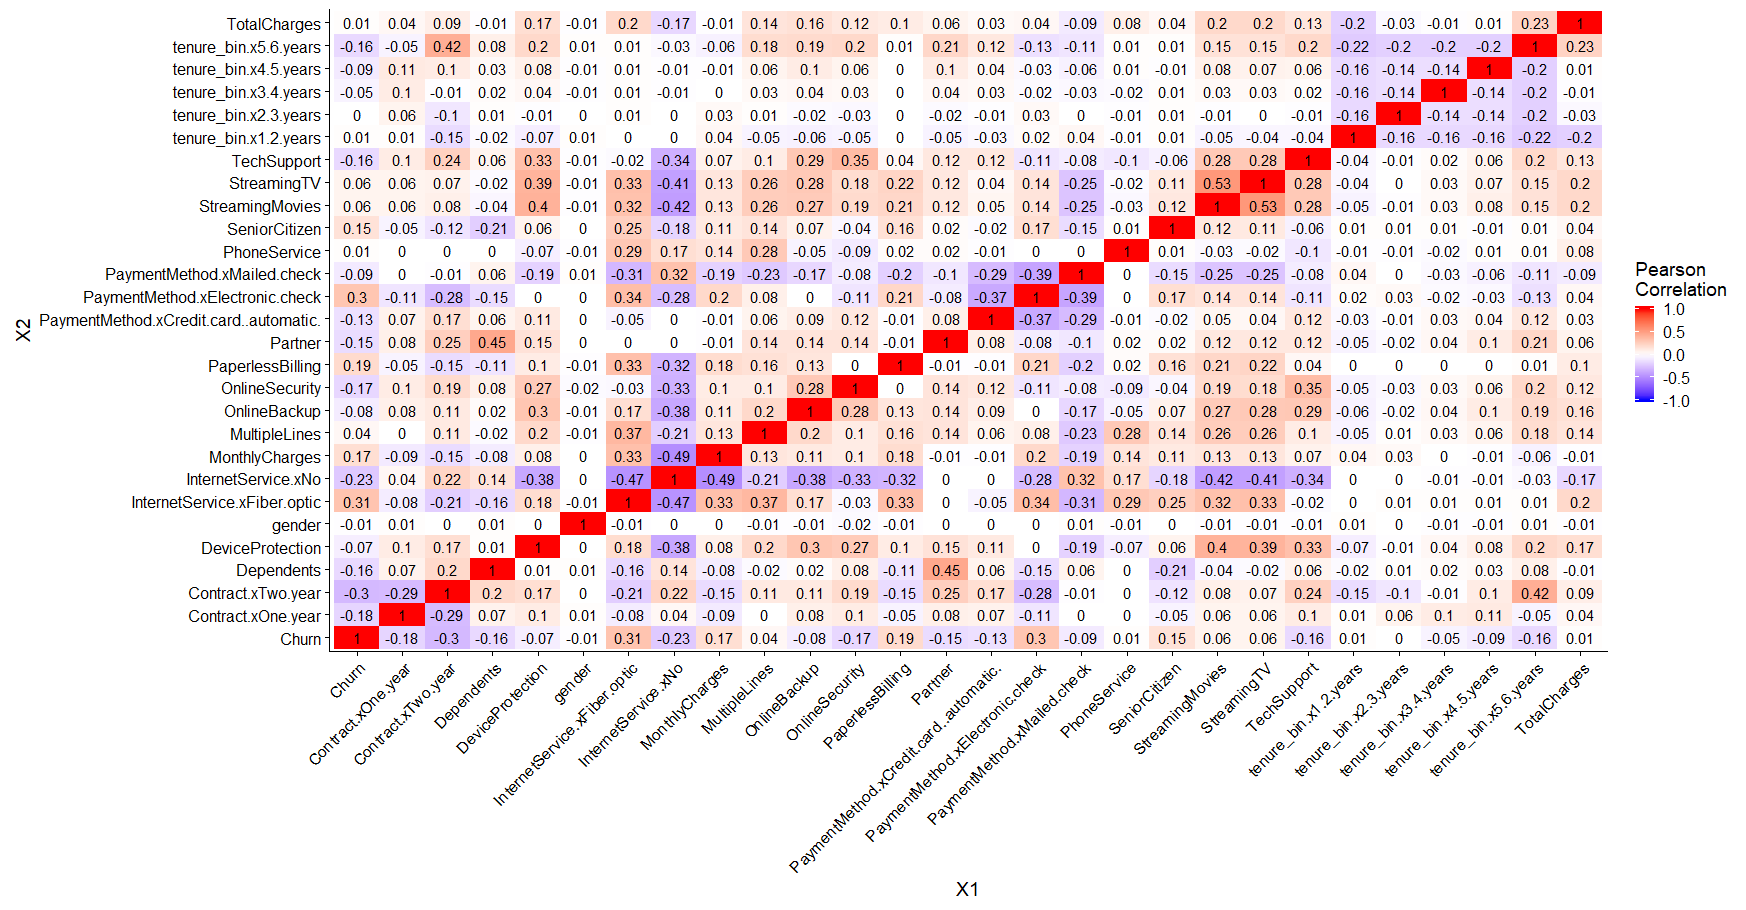 TotalCharges 0.01 0.04 0.09 -0.01 0.17 -0.01 0.2 -0.17 -0.01 0.14 0.16 0.12 0.1 0.06 0.03 0.04 -0.09 0.08 0.04 0.2 0.2 0.13 -0.2 -0.03 -0.01 0.01 0.23 1
tenure_bin.x5.6.years -0.16 -0.05 0.42 0.08 0.2 0.01 0.01 -0.03 -0.06 0.18 0.19 0.2 0.01 0.21 0.12 -0.13 -0.11 0.01 0.01 0.15 0.15 0.2 -0.22 -0.2 -0.2 -0.2 1 0.23
tenure_bin.x4.5.years -0.09 0.11 0.1 0.03 0.08 -0.01 0.01 -0.01 -0.01 0.06 0.1 0.06 0 0.1 0.04 -0.03 -0.06 0.01 -0.01 0.08 0.07 0.06 -0.16 -0.14 -0.14 1 -0.2 0.01
tenure_bin.x3.4.years -0.05 0.1 -0.01 0.02 0.04 -0.01 0.01 -0.01 0 0.03 0.04 0.03 0 0.04 0.03 -0.02 -0.03 -0.02 0.01 0.03 0.03 0.02 -0.16 -0.14 1 -0.14 -0.2 -0.01
tenure_bin.x2.3.years 0 0.06 -0.1 0.01 -0.01 0 0.01 0 0.03 0.01 -0.02 -0.03 0 -0.02 -0.01 0.03 0 -0.01 0.01 -0.01 0 -0.01 -0.16 1 -0.14 -0.14 -0.2 -0.03
tenure_bin.x1.2.years 0.01 0.01 -0.15 -0.02 -0.07 0.01 0 0 0.04 -0.05 -0.06 -0.05 0 -0.05 -0.03 0.02 0.04 -0.01 0.01 -0.05 -0.04 -0.04 1 -0.16 -0.16 -0.16 -0.22 -0.2
TechSupport -0.16 0.1 0.24 0.06 0.33 -0.01 -0.02 -0.34 0.07 0.1 0.29 0.35 0.04 0.12 0.12 -0.11 -0.08 -0.1 -0.06 0.28 0.28 1 -0.04 -0.01 0.02 0.06 0.2 0.13
StreamingTV 0.06 0.06 0.07 -0.02 0.39 -0.01 0.33 -0.41 0.13 0.26 0.28 0.18 0.22 0.12 0.04 0.14 -0.25 -0.02 0.11 0.53 1 0.28 -0.04 0 0.03 0.07 0.15 0.2
StreamingMovies 0.06 0.06 0.08 -0.04 0.4 -0.01 0.32 -0.42 0.13 0.26 0.27 0.19 0.21 0.12 0.05 0.14 -0.25 -0.03 0.12 1 0.53 0.28 -0.05 -0.01 0.03 0.08 0.15 0.2
SeniorCitizen 0.15 -0.05 -0.12 -0.21 0.06 0 0.25 -0.18 0.11 0.14 0.07 -0.04 0.16 -0.02 -0.02 0.17 -0.15 0.01 1 0.12 0.11 -0.06 0.01 0.01 0.01 -0.01 0.01 0.04
PhoneService 0.01 0 0 0 -0.07 -0.01 0.29 0.17 0.14 0.28 -0.05 -0.09 0.02 0.02 -0.01 0 0 1 0.01 -0.03 -0.02 -0.1 -0.01 -0.01 -0.02 0.01 0.01 0.08
PaymentMethod.xMailed.check -0.09 0 -0.01 0.06 -0.19 0.01 -0.31 0.32 -0.19 -0.23 -0.17 -0.08 -0.2 -0.1 -0.29 -0.39 1 0 -0.15 -0.25 -0.25 -0.08 0.04 0 -0.03 -0.06 -0.11 -0.09
PaymentMethod.xElectronic.check 0.3 -0.11 -0.28 -0.15 0 0 0.34 -0.28 0.2 0.08 0 -0.11 0.21 -0.08 -0.37 1 -0.39 0 0.17 0.14 0.14 -0.11 0.02 0.03 -0.02 -0.03 -0.13 0.04
PaymentMethod.xCredit.card..automatic. -0.13 0.07 0.17 0.06 0.11 0 -0.05 0 -0.01 0.06 0.09 0.12 -0.01 0.08 1 -0.37 -0.29 -0.01 -0.02 0.05 0.04 0.12 -0.03 -0.01 0.03 0.04 0.12 0.03
X2
Partner -0.15 0.08 0.25 0.45 0.15 0 0 0 -0.01 0.14 0.14 0.14 -0.01 1 0.08 -0.08 -0.1 0.02 0.02 0.12 0.12 0.12 -0.05 -0.02 0.04 0.1 0.21 0.06
PaperlessBilling 0.19 -0.05 -0.15 -0.11 0.1 -0.01 0.33 -0.32 0.18 0.16 0.13 0 1 -0.01 -0.01 0.21 -0.2 0.02 0.16 0.21 0.22 0.04 0 0 0 0 0.01 0.1
OnlineSecurity -0.17 0.1 0.19 0.08 0.27 -0.02 -0.03 -0.33 0.1 0.1 0.28 1 0 0.14 0.12 -0.11 -0.08 -0.09 -0.04 0.19 0.18 0.35 -0.05 -0.03 0.03 0.06 0.2 0.12
OnlineBackup -0.08 0.08 0.11 0.02 0.3 -0.01 0.17 -0.38 0.11 0.2 1 0.28 0.13 0.14 0.09 0 -0.17 -0.05 0.07 0.27 0.28 0.29 -0.06 -0.02 0.04 0.1 0.19 0.16
MultipleLines 0.04 0 0.11 -0.02 0.2 -0.01 0.37 -0.21 0.13 1 0.2 0.1 0.16 0.14 0.06 0.08 -0.23 0.28 0.14 0.26 0.26 0.1 -0.05 0.01 0.03 0.06 0.18 0.14
MonthlyCharges 0.17 -0.09 -0.15 -0.08 0.08 0 0.33 -0.49 1 0.13 0.11 0.1 0.18 -0.01 -0.01 0.2 -0.19 0.14 0.11 0.13 0.13 0.07 0.04 0.03 0 -0.01 -0.06 -0.01
InternetService.xNo -0.23 0.04 0.22 0.14 -0.38 0 -0.47 1 -0.49 -0.21 -0.38 -0.33 -0.32 0 0 -0.28 0.32 0.17 -0.18 -0.42 -0.41 -0.34 0 0 -0.01 -0.01 -0.03 -0.17
InternetService.xFiber.optic 0.31 -0.08 -0.21 -0.16 0.18 -0.01 1 -0.47 0.33 0.37 0.17 -0.03 0.33 0 -0.05 0.34 -0.31 0.29 0.25 0.32 0.33 -0.02 0 0.01 0.01 0.01 0.01 0.2
gender -0.01 0.01 0 0.01 0 1 -0.01 0 0 -0.01 -0.01 -0.02 -0.01 0 0 0 0.01 -0.01 0 -0.01 -0.01 -0.01 0.01 0 -0.01 -0.01 0.01 -0.01
DeviceProtection -0.07 0.1 0.17 0.01 1 0 0.18 -0.38 0.08 0.2 0.3 0.27 0.1 0.15 0.11 0 -0.19 -0.07 0.06 0.4 0.39 0.33 -0.07 -0.01 0.04 0.08 0.2 0.17
Dependents -0.16 0.07 0.2 1 0.01 0.01 -0.16 0.14 -0.08 -0.02 0.02 0.08 -0.11 0.45 0.06 -0.15 0.06 0 -0.21 -0.04 -0.02 0.06 -0.02 0.01 0.02 0.03 0.08 -0.01
Contract.xTwo.year -0.3 -0.29 1 0.2 0.17 0 -0.21 0.22 -0.15 0.11 0.11 0.19 -0.15 0.25 0.17 -0.28 -0.01 0 -0.12 0.08 0.07 0.24 -0.15 -0.1 -0.01 0.1 0.42 0.09
Contract.xOne.year -0.18 1 -0.29 0.07 0.1 0.01 -0.08 0.04 -0.09 0 0.08 0.1 -0.05 0.08 0.07 -0.11 0 0 -0.05 0.06 0.06 0.1 0.01 0.06 0.1 0.11 -0.05 0.04
Churn 1 -0.18 -0.3 -0.16 -0.07 -0.01 0.31 -0.23 0.17 0.04 -0.08 -0.17 0.19 -0.15 -0.13 0.3 -0.09 0.01 0.15 0.06 0.06 -0.16 0.01 0 -0.05 -0.09 -0.16 0.01
Churn
Contract.xOne.year
Contract.xTwo.year
Dependents
DeviceProtection
gender
InternetService.xFiber.optic
InternetService.xNo
MonthlyCharges
MultipleLines
OnlineBackup
OnlineSecurity
PaperlessBilling
Partner
PaymentMethod.xCredit.card..automatic.
PaymentMethod.xElectronic.check
PaymentMethod.xMailed.check
PhoneService
SeniorCitizen
StreamingMovies
StreamingTV
TechSupport
tenure_bin.x1.2.years
tenure_bin.x2.3.years
tenure_bin.x3.4.years
tenure_bin.x4.5.years
tenure_bin.x5.6.years
TotalCharges
X1
Pearson
Correlation
1.0
0.5
0.0
-0.5
-1.0